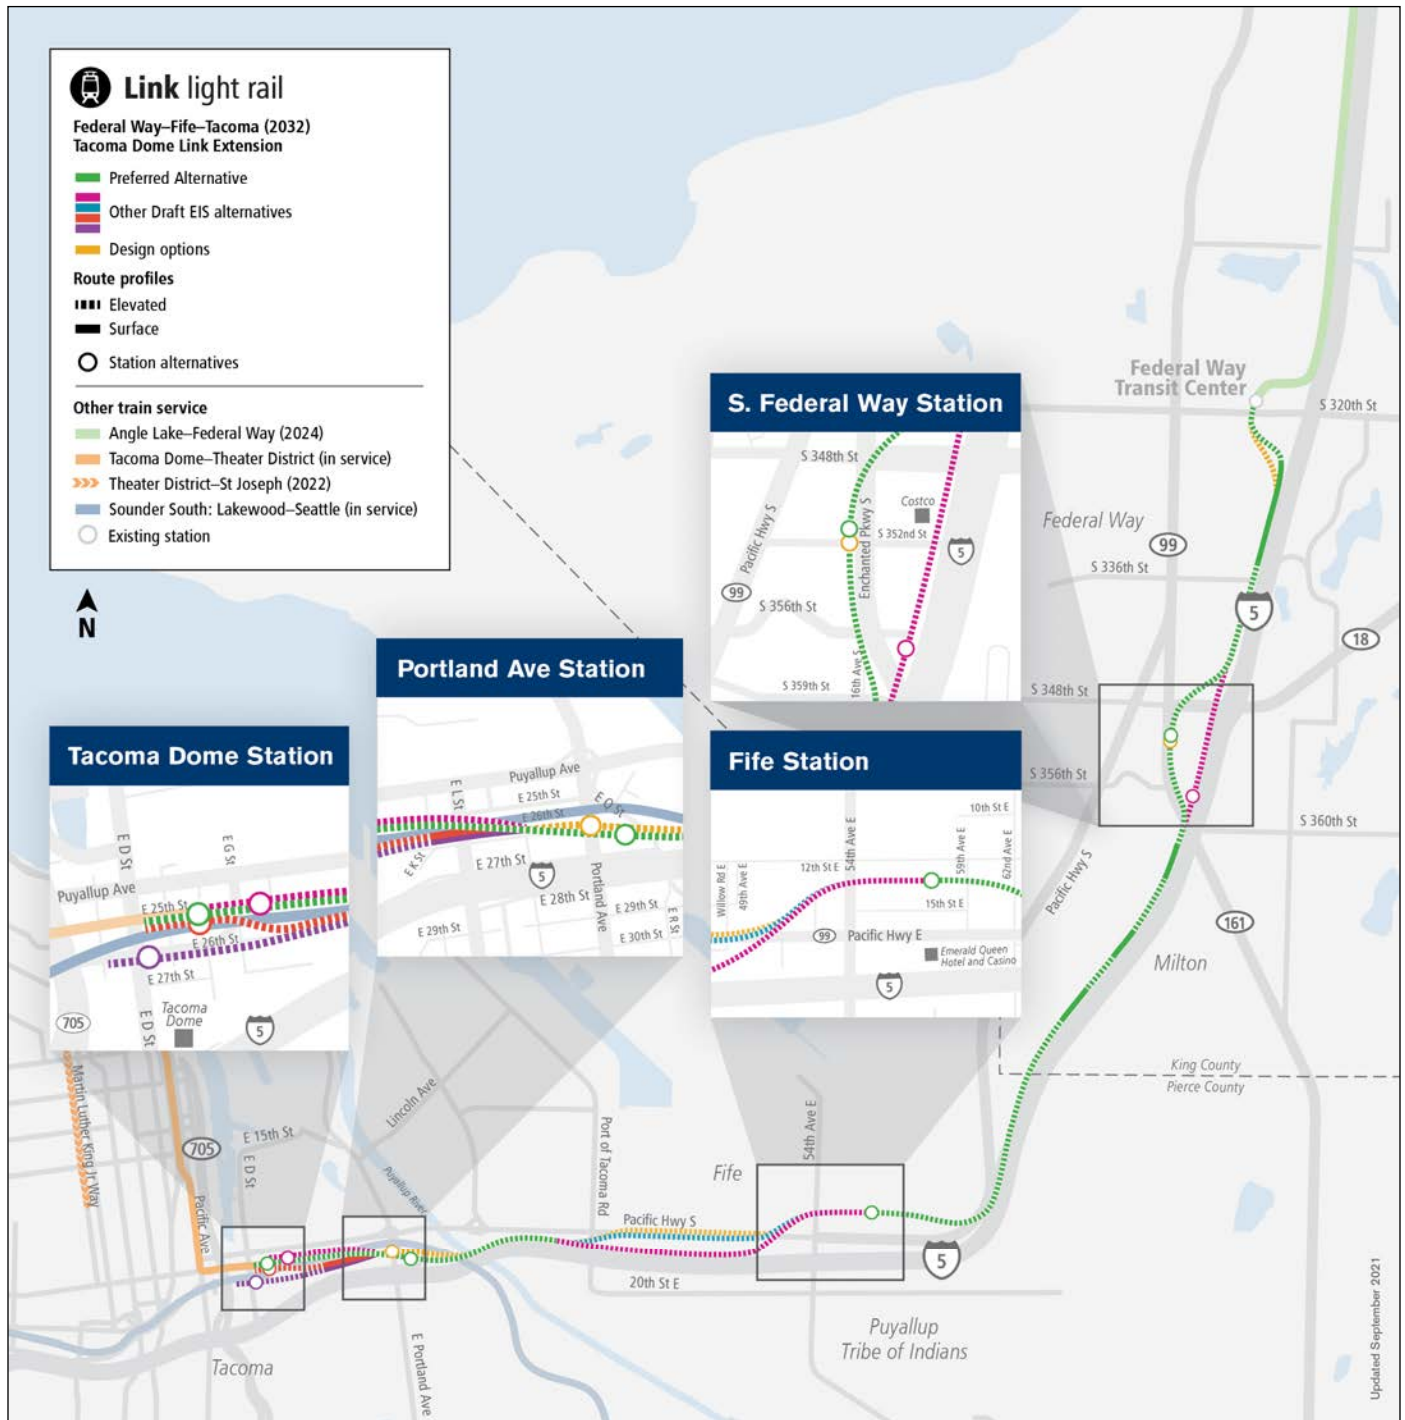 Link light rail
Federal Way–Fife–Tacoma (2032)
Tacoma Dome Link Extension
Preferred Alternative
Other Draft EIS alternatives
Design options
Route profiles
Elevated
Surface
Station alternatives
Other train service
Angle Lake–Federal Way (2024)
Tacoma Dome–Theater District (in service)
Theater District–St Joseph (2022)
Sounder South: Lakewood–Seattle (in service)
Existing station
N
Federal Way
Transit Center
S 320th St
Federal Way
99
S 336th St
5
18
S 348th St
S 356th St
S 360th St
Pacific Hwy S
161
Milton
King County
Pierce County
S. Federal Way Station
S 348th St
Pacific Hwy S
Costco
Enchanted Pkwy S
S 352nd St
5
99
S 356th St
16th Ave S
S 359th St
Portland Ave Station
Puyallup Ave
E L St
E 25th St
E Q St
E 26th St
E K St
E 27th St
5
E 28th St
Portland Ave
E 29th St
E 29th St
E R St
E 30th St
Tacoma Dome Station
E D St
E G St
Puyallup Ave
E 25th St
E 26th St
E 27th St
705
E D St
Tacoma
Dome
5
Fife Station
10th St E
54th Ave E
59th Ave E
62nd Ave E
Willow Rd E
49th Ave E
12th St E
15th St E
99
Pacific Hwy E
Emerald Queen
Hotel and Casino
5
Martin Luther King Jr Way
705
E 15th St
E D St
Pacific Ave
Lincoln Ave
Puyallup River
Port of Tacoma Rd
54th Ave E
Fife
Pacific Hwy S
5
20th St E
Tacoma
E Portland Ave
Puyallup
Tribe of Indians
Updated September 2021